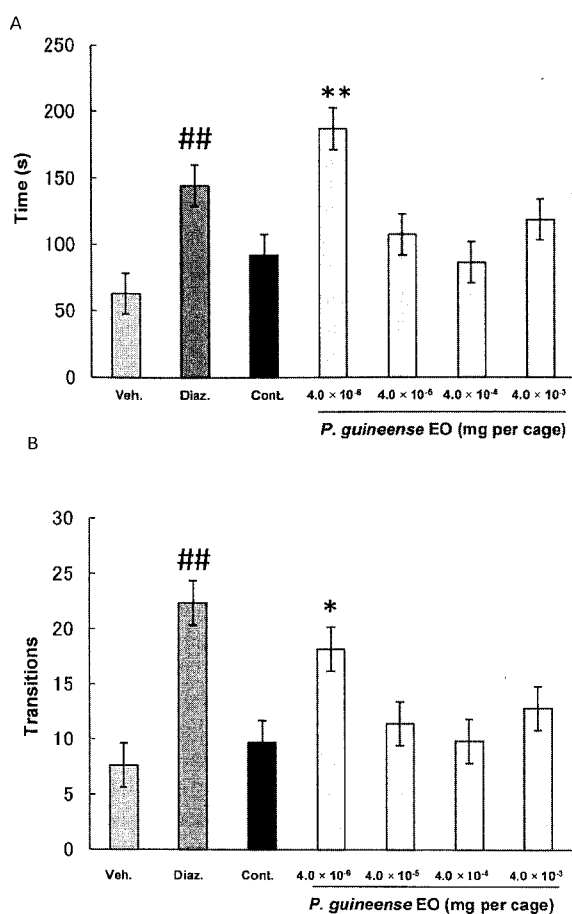 A
250
200
150
100
50
0
Time (s)
##
**
Veh. Diaz. Cont. 4.0 × 10⁻⁶ 4.0 × 10⁻⁵ 4.0 × 10⁻⁴ 4.0 × 10⁻³
P. guineense EO (mg per cage)
B
30
25
20
15
10
5
0
Transitions
##
*
Veh. Diaz. Cont. 4.0 × 10⁻⁶ 4.0 × 10⁻⁵ 4.0 × 10⁻⁴ 4.0 × 10⁻³
P. guineense EO (mg per cage)